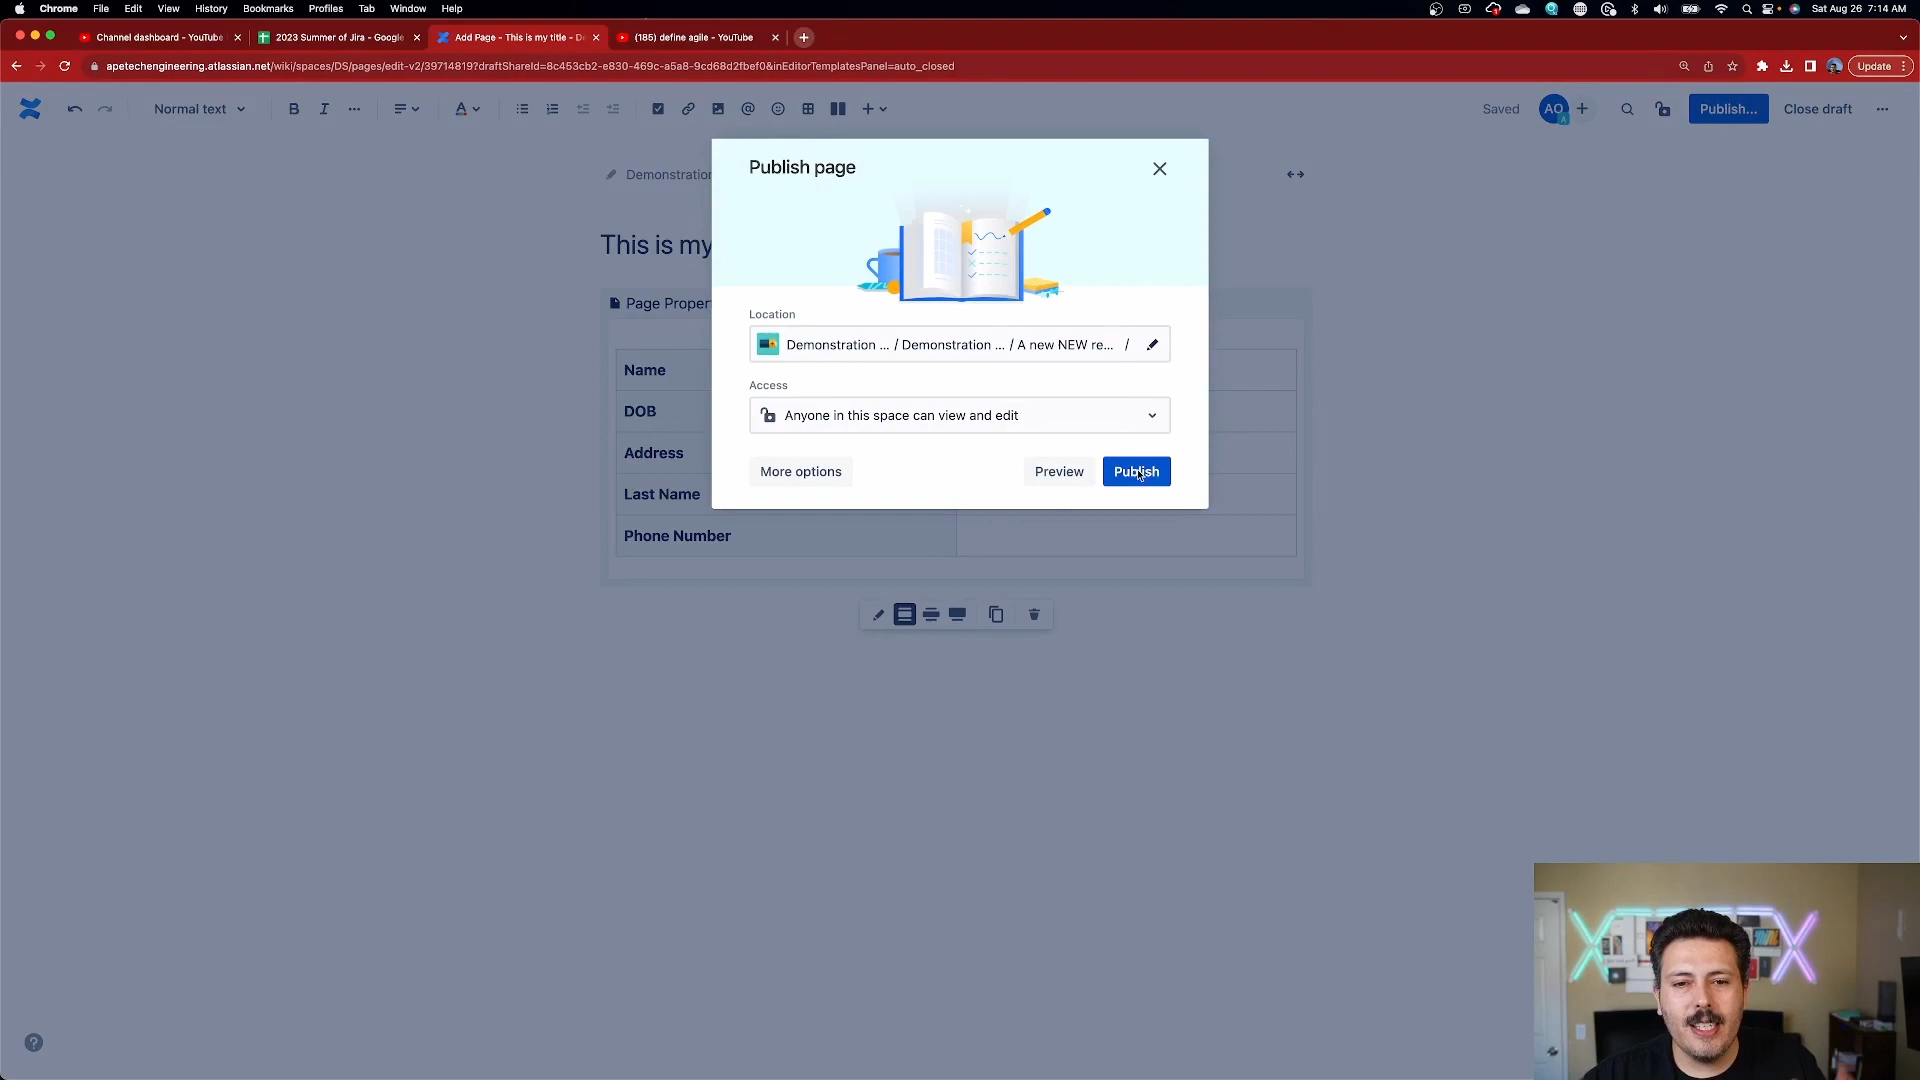 Chrome File Edit View History Bookmarks Profiles Tab Window Help Sat Aug 26 7:14 AM
Channel dashboard - YouTube 2023 Summer of Jira - Google Add Page - This is my title - De (185) define agile - YouTube
apetechengineering.atlassian.net/wiki/spaces/DS/pages/edit-v2/39714819?draftShareId=8c453cb2-e830-469c-a5a8-9cd68d2fbef0&inEditorTemplatesPanel=auto_closed Update
Normal text B I A Saved AO Publish... Close draft
Publish page
Demonstration
This is my
Page Proper
Location
Demonstration ... / Demonstration ... / A new NEW re... /
Access
Anyone in this space can view and edit
More options Preview Publish
Name
DOB
Address
Last Name
Phone Number